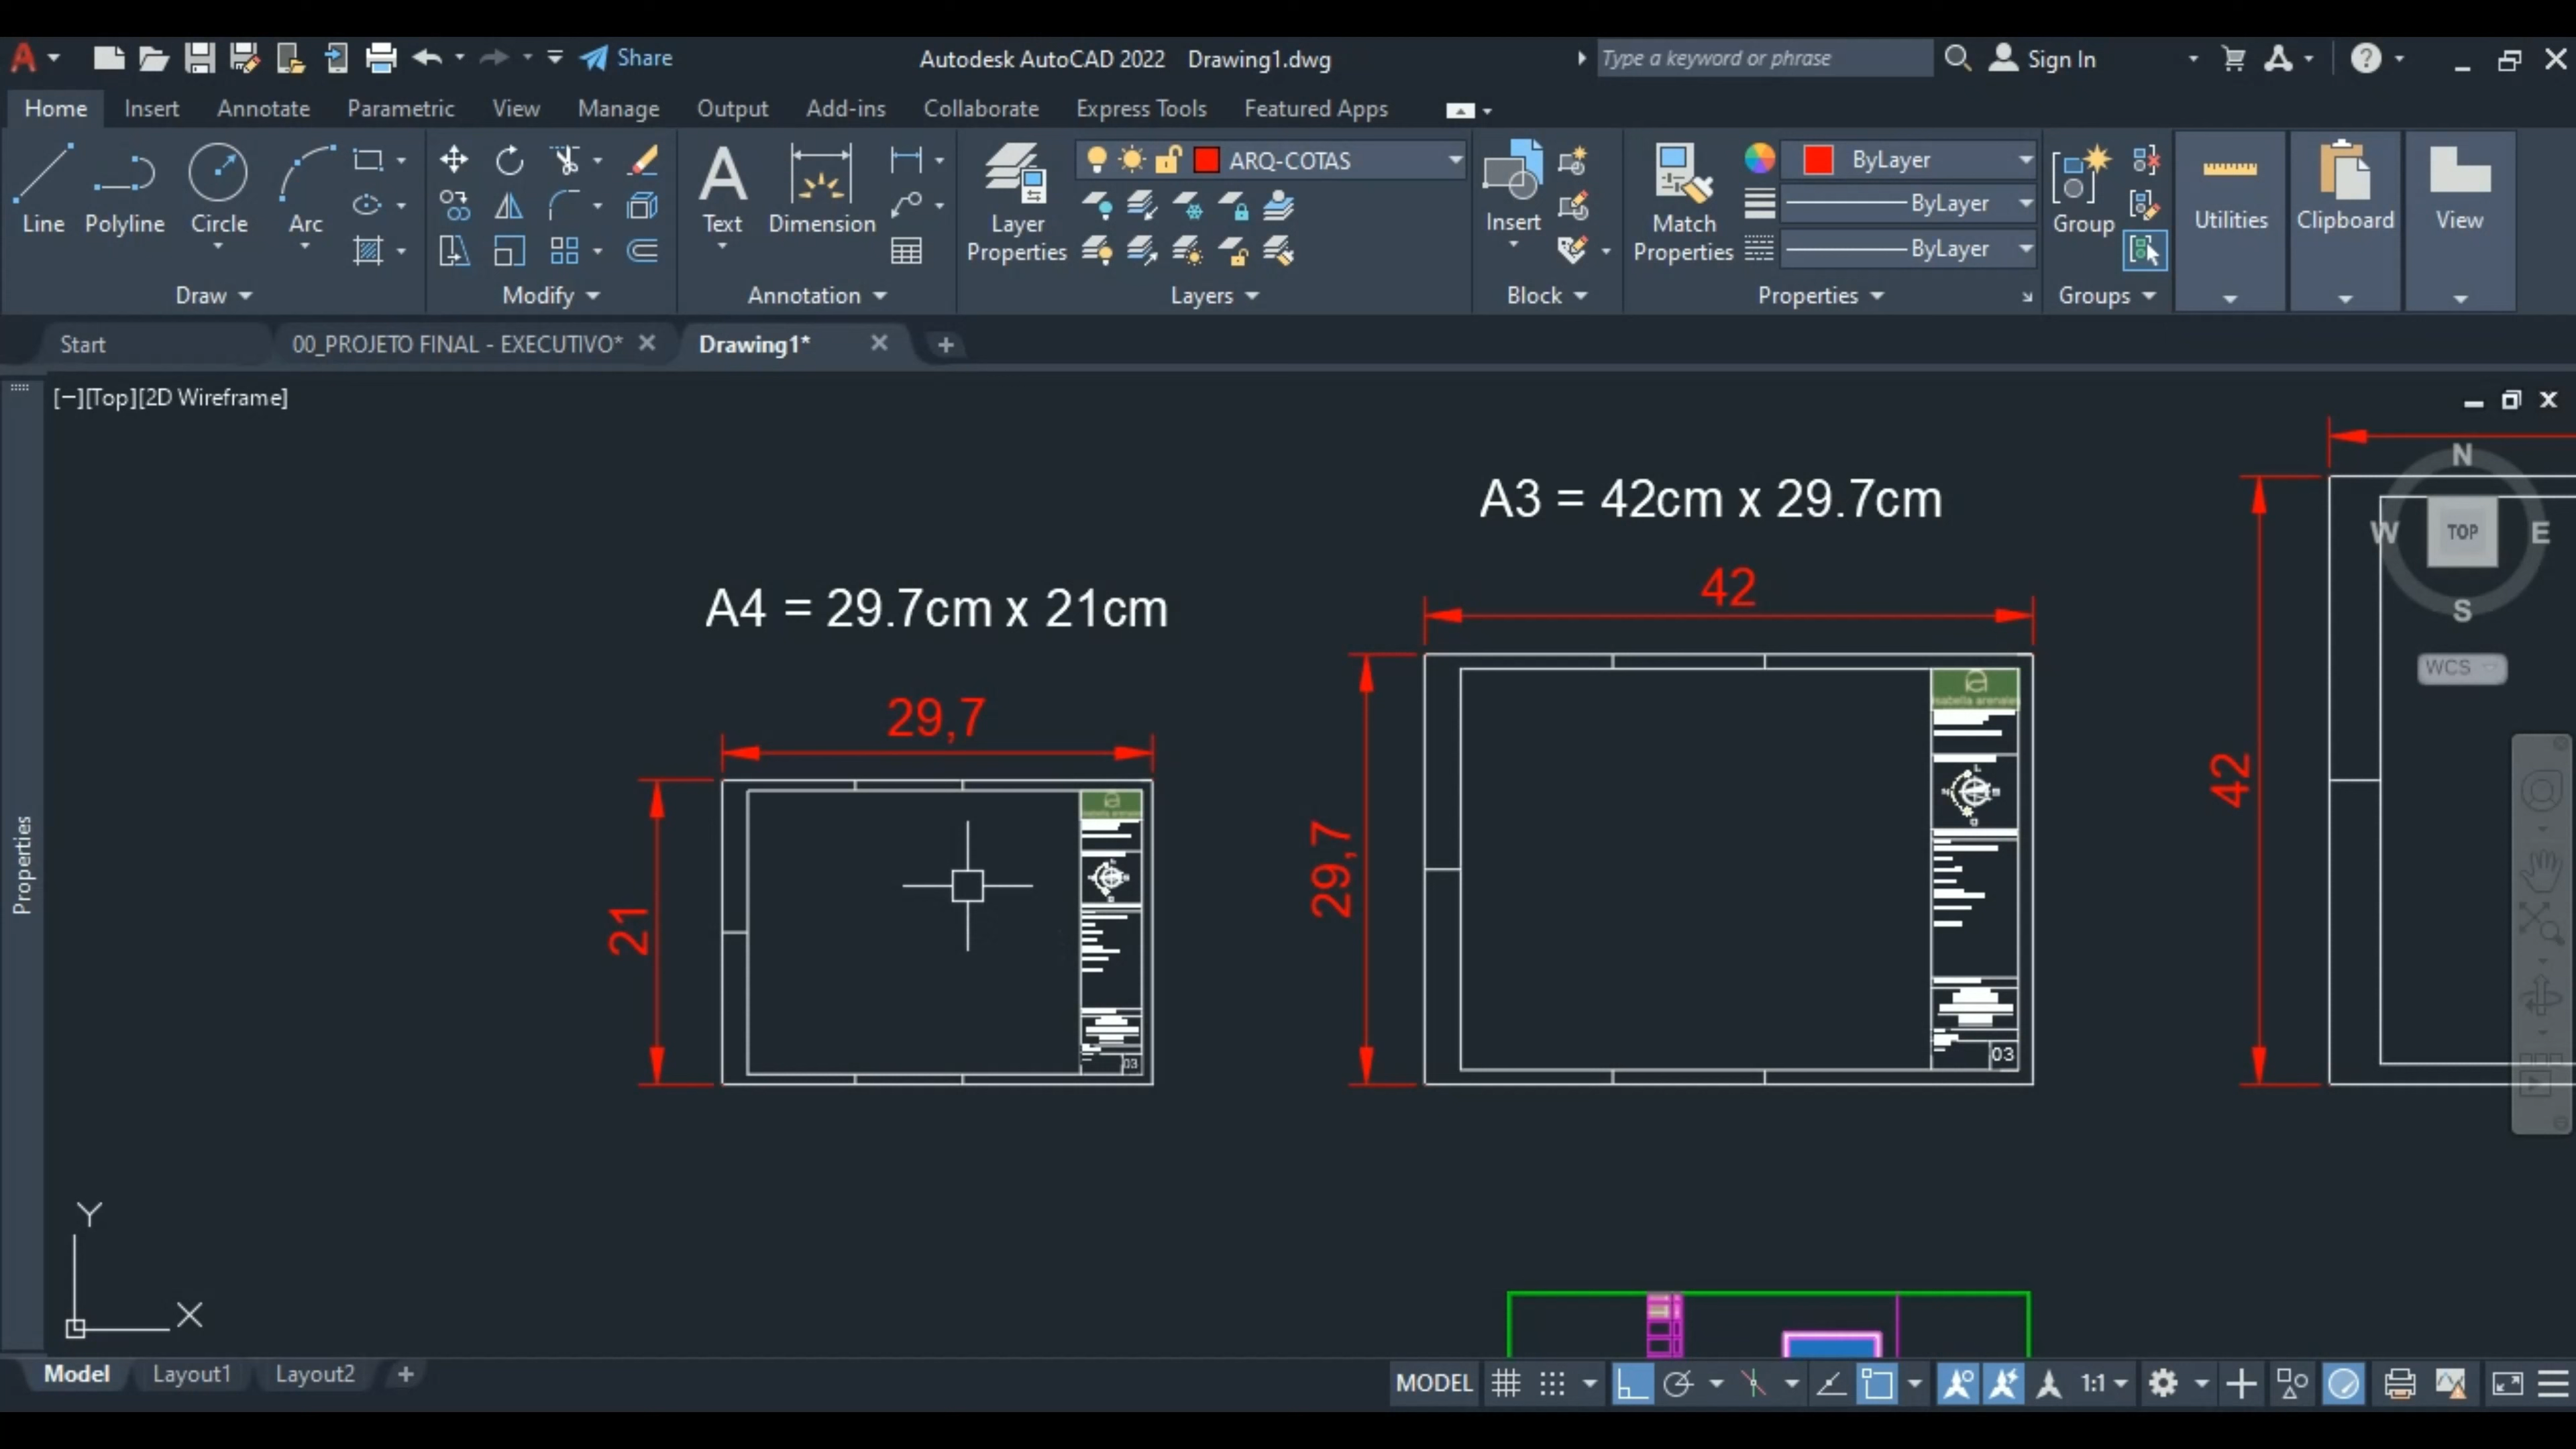 Share
Autodesk AutoCAD 2022 Drawing1.dwg
Type a keyword or phrase
Sign In
Home Insert Annotate Parametric View Manage Output Add-ins Collaborate Express Tools Featured Apps
Line Polyline Circle Arc
Draw
Modify
Text Dimension
Annotation
Layer Properties
ARQ-COTAS
Layers
Insert
Block
Match Properties
ByLayer
ByLayer
ByLayer
Properties
Group
Groups
Utilities
Clipboard
View
Start 00_PROJETO FINAL - EXECUTIVO* Drawing1*
[−][Top][2D Wireframe]
Properties
A4 = 29.7cm x 21cm
29,7
21
03
A3 = 42cm x 29.7cm
42
29,7
isabella arenales
03
42
N
W TOP E
S
WCS
Y
X
Model Layout1 Layout2
MODEL 1:1